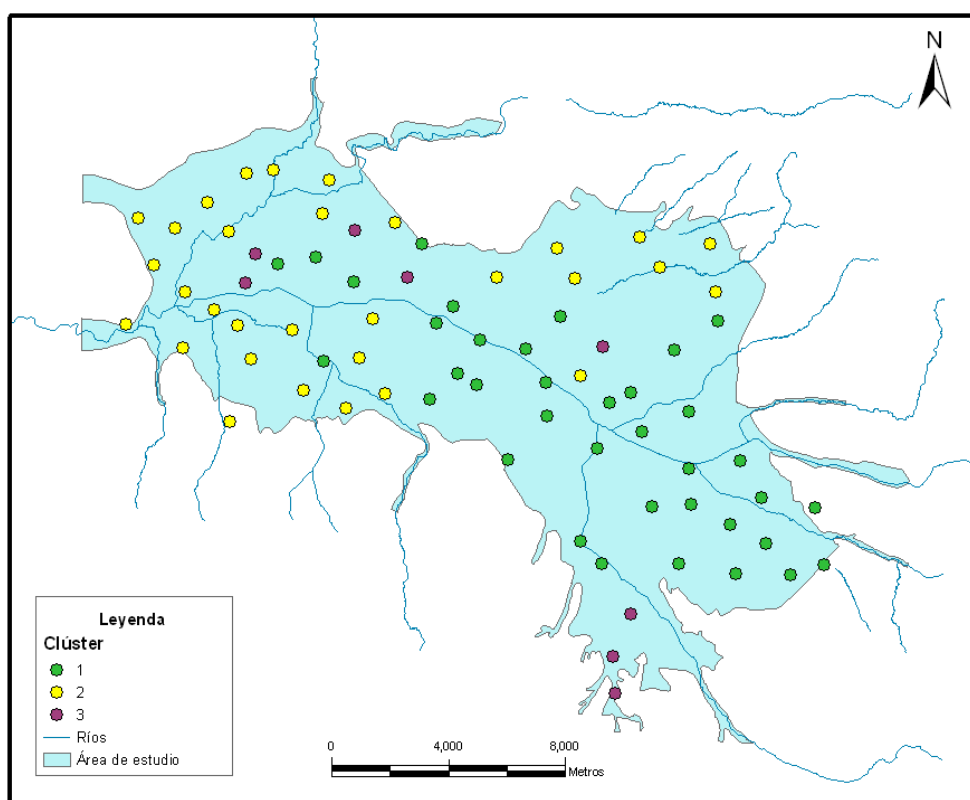 N
Leyenda
Clúster
1
2
3
Ríos
Área de estudio
0 4,000 8,000
Metros